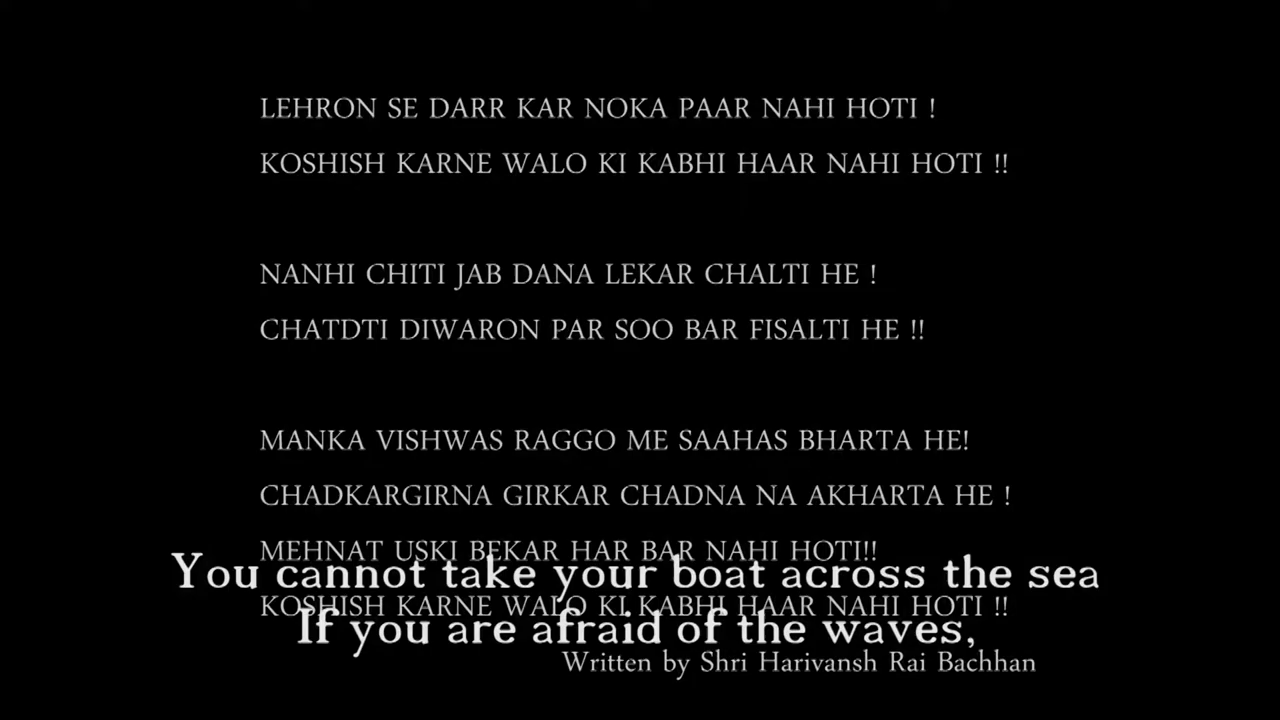 LEHRON SE DARR KAR NOKA PAAR NAHI HOTI !
KOSHISH KARNE WALO KI KABHI HAAR NAHI HOTI !!
NANHI CHITI JAB DANA LEKAR CHALTI HE !
CHATDTI DIWARON PAR SOO BAR FISALTI HE !!
MANKA VISHWAS RAGGO ME SAAHAS BHARTA HE!
CHADKARGIRNA GIRKAR CHADNA NA AKHARTA HE !
MEHNAT USKI BEKAR HAR BAR NAHI HOTI!!
You cannot take your boat across the sea
KOSHISH KARNE WALO KI KABHI HAAR NAHI HOTI !!
If you are afraid of the waves,
Written by Shri Harivansh Rai Bachhan